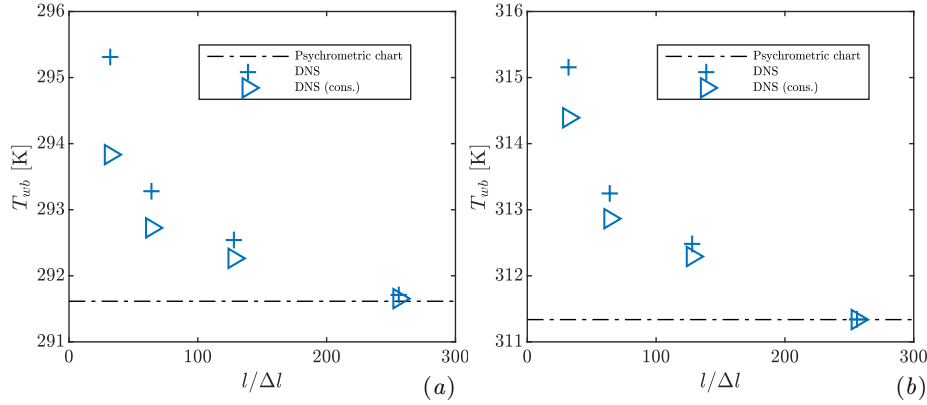 296
295
294
293
292
291
T_wb [K]
0
100
200
300
l/Δl
(a)
Psychrometric chart
DNS
DNS (cons.)
316
315
314
313
312
311
T_wb [K]
0
100
200
300
l/Δl
(b)
Psychrometric chart
DNS
DNS (cons.)